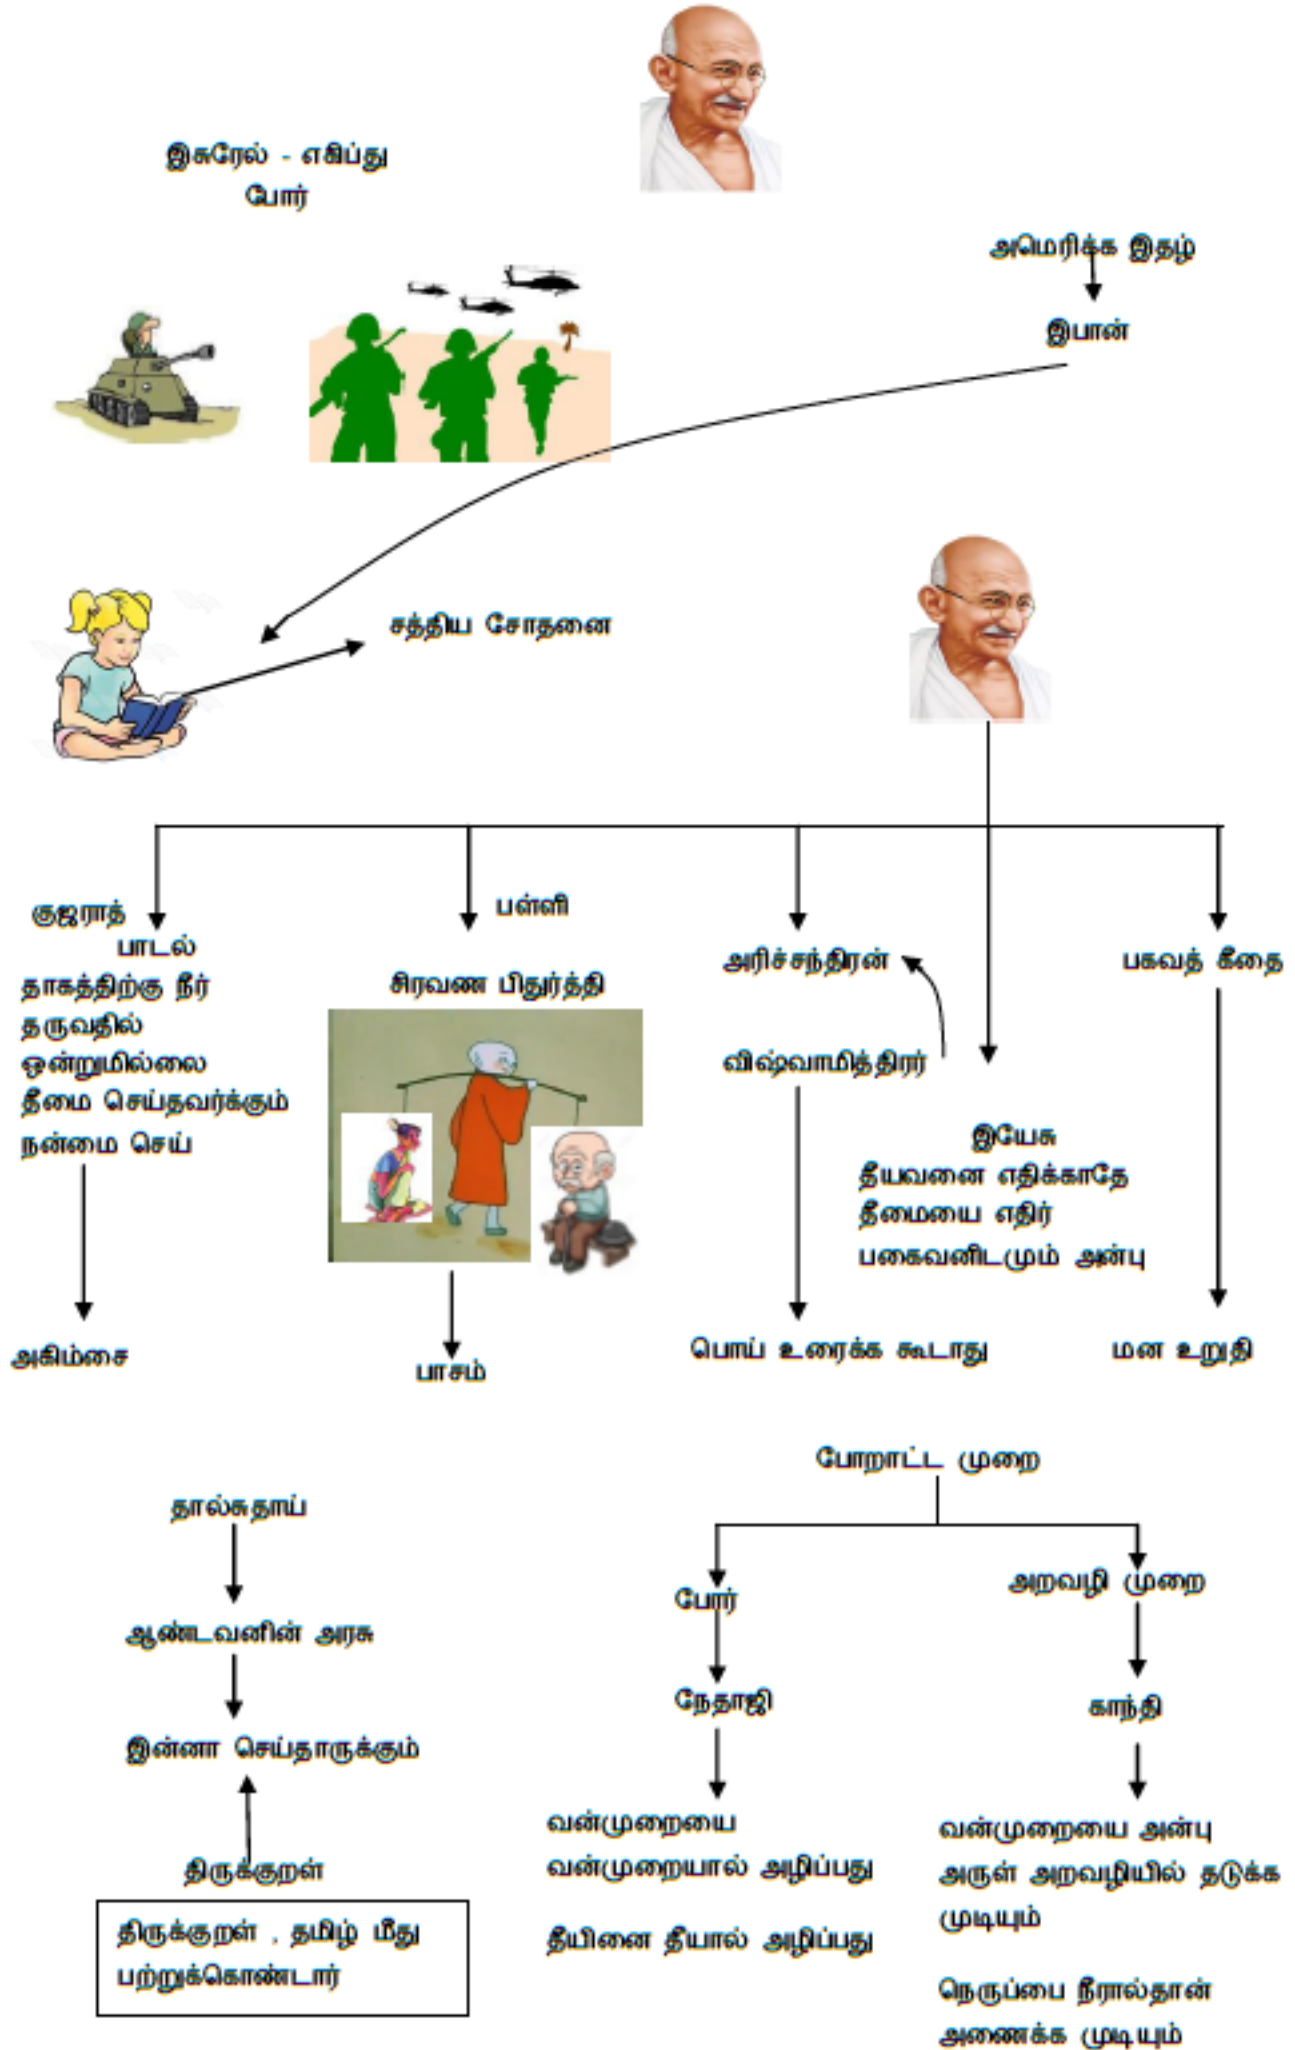 இசுரேல் - எகிப்து
போர்
அமெரிக்க இதழ்
இபான்
சத்திய சோதனை
குஜராத்
பாடல்
தாகத்திற்கு நீர்
தருவதில்
ஒன்றுமில்லை
தீமை செய்தவர்க்கும்
நன்மை செய்
அகிம்சை
பள்ளி
சிரவண பிதுர்த்தி
பாசம்
அரிச்சந்திரன்
விஷ்வாமித்திரர்
பொய் உரைக்க கூடாது
இயேசு
தீயவனை எதிக்காதே
தீமையை எதிர்
பகைவனிடமும் அன்பு
பகவத் கீதை
மன உறுதி
தால்சுதாய்
ஆண்டவனின் அரசு
இன்னா செய்தாருக்கும்
திருக்குறள்
திருக்குறள் , தமிழ் மீது
பற்றுக்கொண்டார்
போறாட்ட முறை
போர்
நேதாஜி
வன்முறையை
வன்முறையால் அழிப்பது
தீயினை தீயால் அழிப்பது
அறவழி முறை
காந்தி
வன்முறையை அன்பு
அருள் அறவழியில் தடுக்க
முடியும்
நெருப்பை நீரால்தான்
அணைக்க முடியும்